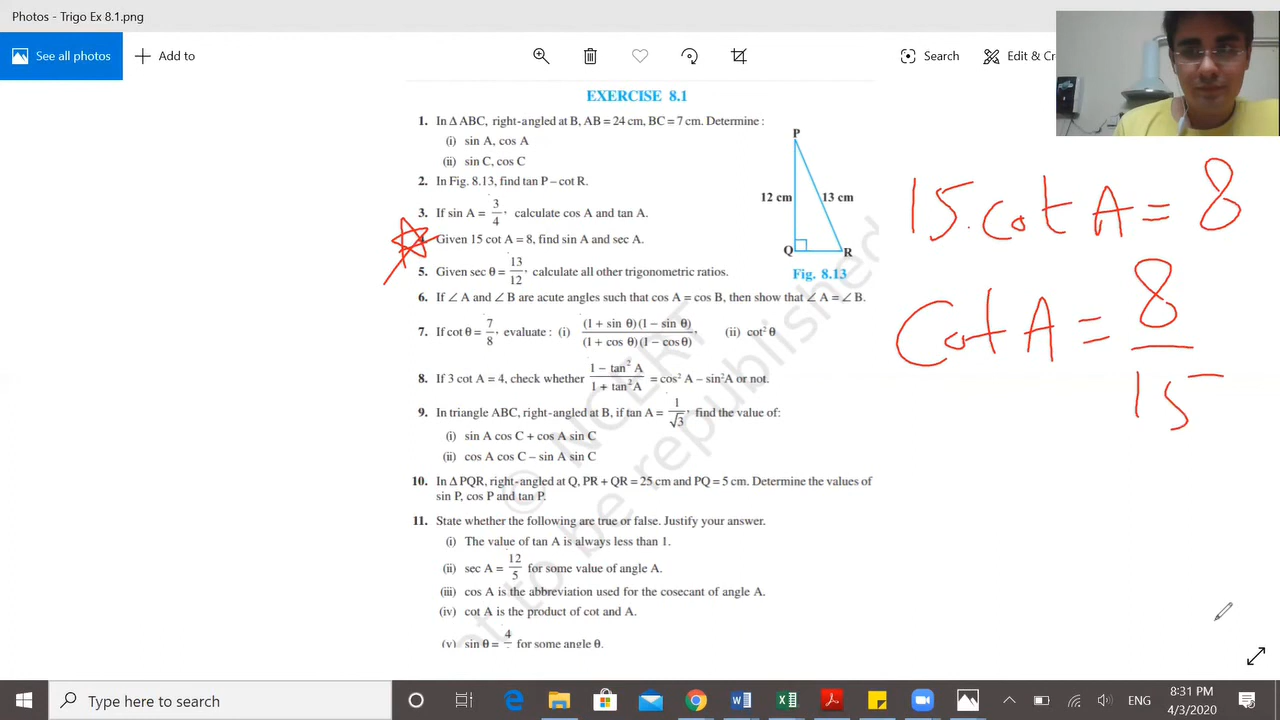 Photos - Trigo Ex 8.1.png
See all photos
Add to
Search
Edit & Cr
EXERCISE 8.1
1. In Δ ABC, right-angled at B, AB = 24 cm, BC = 7 cm. Determine :
(i) sin A, cos A
(ii) sin C, cos C
2. In Fig. 8.13, find tan P – cot R.
3. If sin A = 3/4, calculate cos A and tan A.
Given 15 cot A = 8, find sin A and sec A.
5. Given sec θ = 13/12, calculate all other trigonometric ratios.
6. If ∠ A and ∠ B are acute angles such that cos A = cos B, then show that ∠ A = ∠ B.
7. If cot θ = 7/8, evaluate : (i) (1 + sin θ)(1 – sin θ)/(1 + cos θ)(1 – cos θ), (ii) cot² θ
8. If 3 cot A = 4, check whether (1 – tan² A)/(1 + tan² A) = cos² A – sin² A or not.
9. In triangle ABC, right-angled at B, if tan A = 1/√3, find the value of:
(i) sin A cos C + cos A sin C
(ii) cos A cos C – sin A sin C
10. In Δ PQR, right-angled at Q, PR + QR = 25 cm and PQ = 5 cm. Determine the values of
sin P, cos P and tan P.
11. State whether the following are true or false. Justify your answer.
(i) The value of tan A is always less than 1.
(ii) sec A = 12/5 for some value of angle A.
(iii) cos A is the abbreviation used for the cosecant of angle A.
(iv) cot A is the product of cot and A.
(v) sin θ = 4/ for some angle θ.
P
12 cm
13 cm
Q
R
Fig. 8.13
© NCERT
not to be republished
15.cot A = 8
Cot A = 8/15
Type here to search
ENG
8:31 PM
4/3/2020